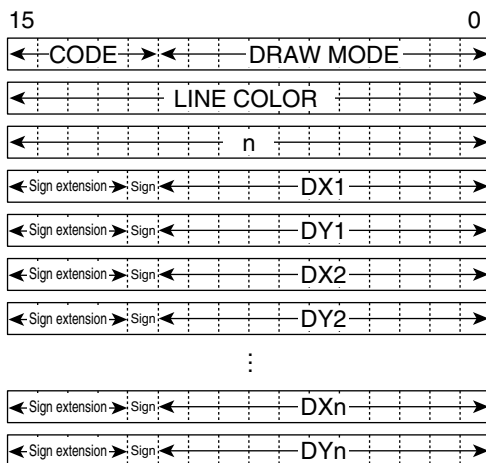 15 0
CODE DRAW MODE
LINE COLOR
n
Sign extension Sign DX1
Sign extension Sign DY1
Sign extension Sign DX2
Sign extension Sign DY2
⋮
Sign extension Sign DXn
Sign extension Sign DYn